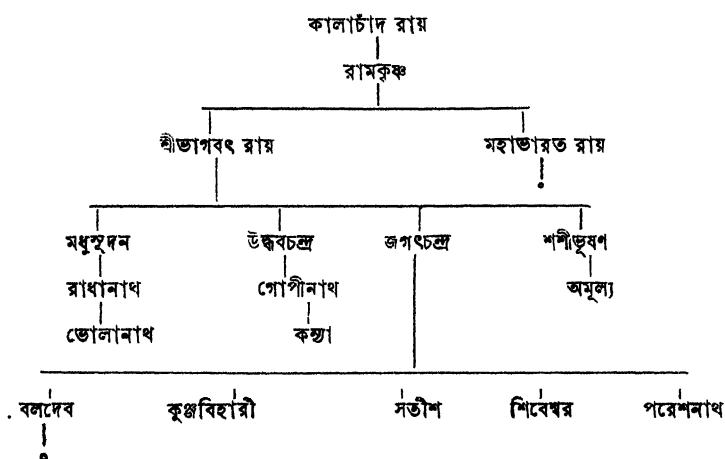 কালাচাঁদ রায়
রামকৃষ্ণ
শ্রীভাগবৎ রায় মহাভারত রায়
মধুসূদন উদ্ধবচন্দ্র জগৎচন্দ্র শশীভূষণ
রাধানাথ গোপীনাথ অমূল্য
ভোলানাথ কন্যা
বলদেব কুঞ্জবিহারী সতীশ শিবেশ্বর পরেশনাথ